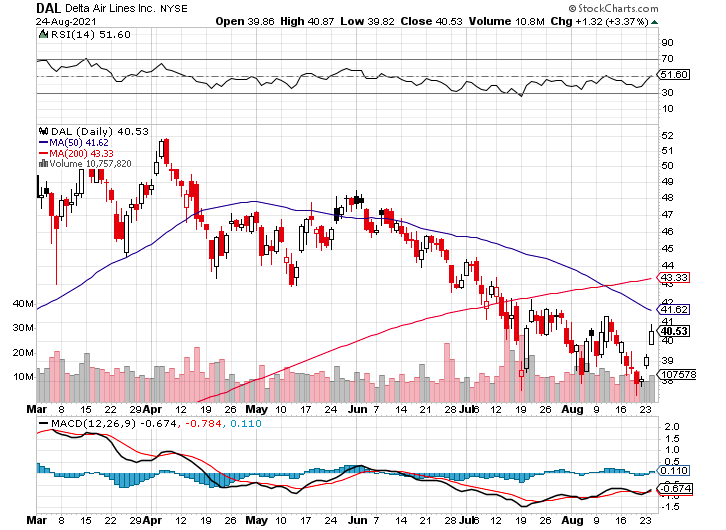 DAL Delta Air Lines Inc. NYSE © StockCharts.com
24-Aug-2021 Open 39.86 High 40.87 Low 39.82 Close 40.53 Volume 10.8M Chg +1.32 (+3.37%)
RSI(14) 51.60
90
70
51.60
30
10
DAL (Daily) 40.53
MA(50) 41.62
MA(200) 43.33
Volume 10,757,820
52
51
50
49
48
47
46
45
44
43.33
41.62
40.53
40
39
38
40M
30M
20M
10M
107578
Mar 8 15 22 Apr 12 19 26 May 10 17 24 Jun 7 14 21 28 Jul 6 12 19 26 Aug 9 16 23
MACD(12,26,9) -0.674, -0.784, 0.110
2.0
1.5
1.0
0.5
0.110
-0.674
-1.5
Mar 8 15 22 Apr 12 19 26 May 10 17 24 Jun 7 14 21 28 Jul 6 12 19 26 Aug 9 16 23